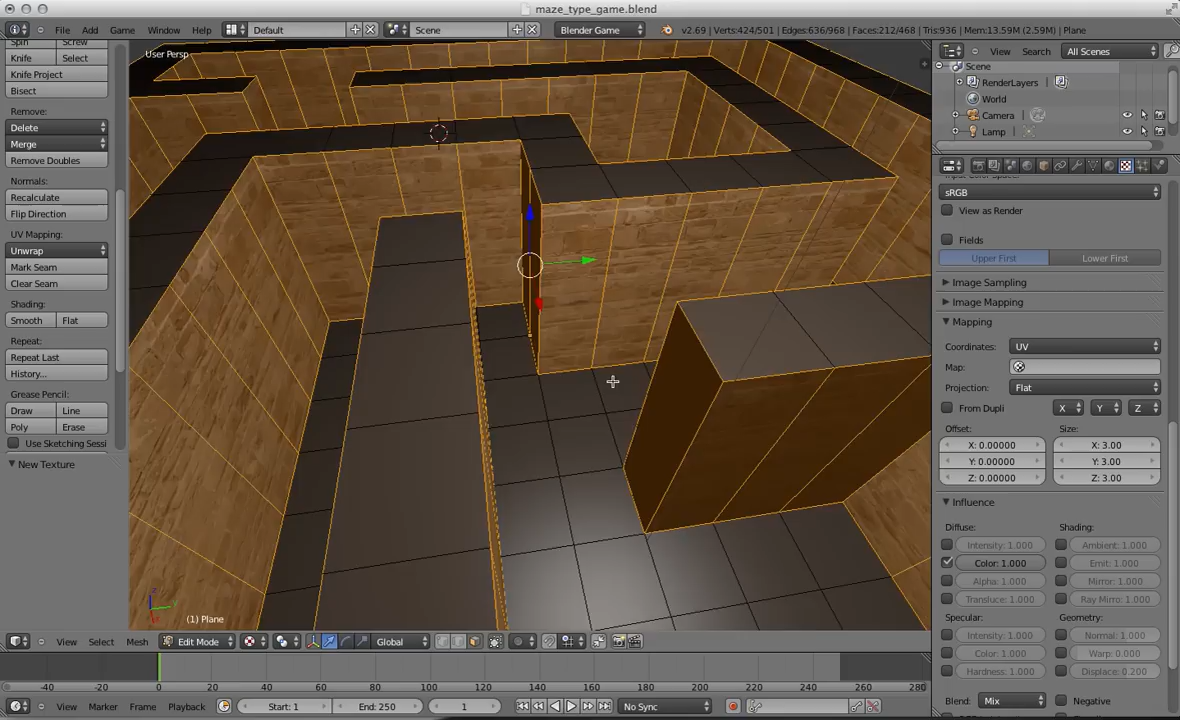 maze_type_game.blend
File Add Game Window Help Default Scene Blender Game v2.69 | Verts:424/501 | Edges:636/968 | Faces:212/468 | Tris:936 | Mem:13.59M (2.59M) | Plane
Spin Screw
Knife Select
Knife Project
Bisect
Remove:
Delete
Merge
Remove Doubles
Normals:
Recalculate
Flip Direction
UV Mapping:
Unwrap
Mark Seam
Clear Seam
Shading:
Smooth Flat
Repeat:
Repeat Last
History...
Grease Pencil:
Draw Line
Poly Erase
Use Sketching Sessi
New Texture
User Persp
(1) Plane
View Select Mesh Edit Mode Global
View Search All Scenes
Scene
RenderLayers
World
Camera
Lamp
sRGB
View as Render
Fields
Upper First Lower First
Image Sampling
Image Mapping
Mapping
Coordinates: UV
Map:
Projection: Flat
From Dupli X Y Z
Offset: Size:
X: 0.00000 X: 3.00
Y: 0.00000 Y: 3.00
Z: 0.00000 Z: 3.00
Influence
Diffuse: Shading:
Intensity: 1.000 Ambient: 1.000
Color: 1.000 Emit: 1.000
Alpha: 1.000 Mirror: 1.000
Transluce: 1.000 Ray Mirro: 1.000
Specular: Geometry:
Intensity: 1.000 Normal: 1.000
Color: 1.000 Warp: 0.000
Hardness: 1.000 Displace: 0.200
Blend: Mix Negative
-40 -20 0 20 40 60 80 100 120 140 160 180 200 220 240 260 280
View Marker Frame Playback Start: 1 End: 250 1 No Sync